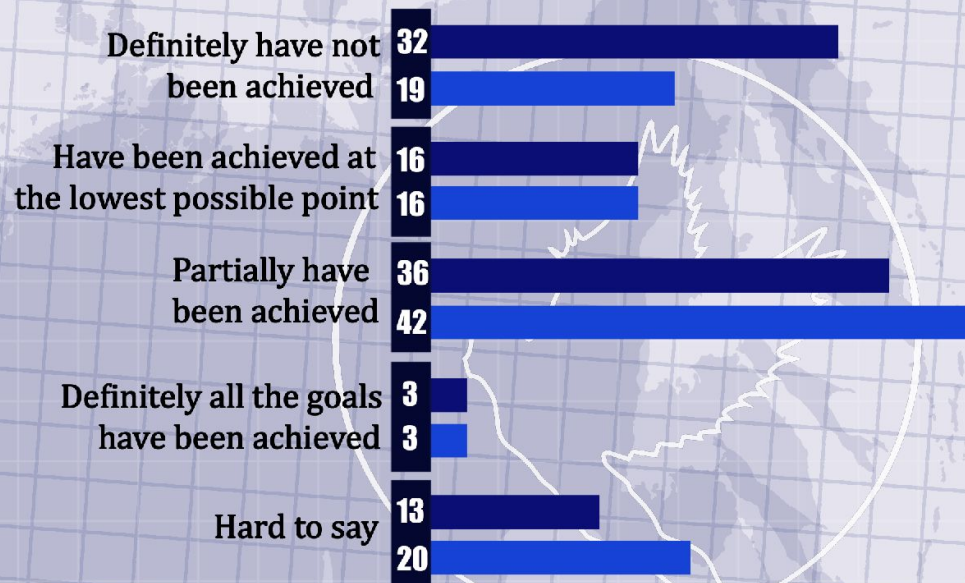 Definitely have not
been achieved
32
19
Have been achieved at
the lowest possible point
16
16
Partially have
been achieved
36
42
Definitely all the goals
have been achieved
3
3
Hard to say
13
20